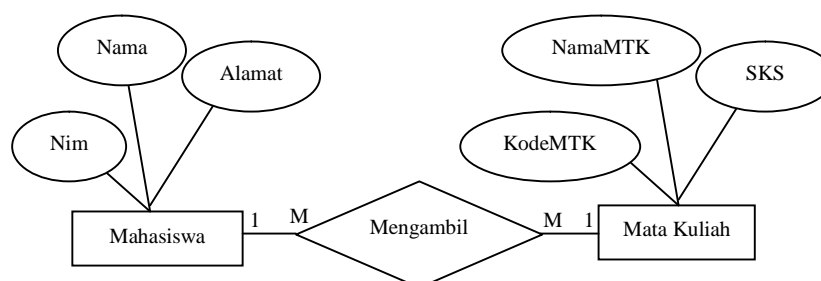 Nama
Alamat
Nim
NamaMTK
SKS
KodeMTK
Mahasiswa
1
M
Mengambil
M
1
Mata Kuliah